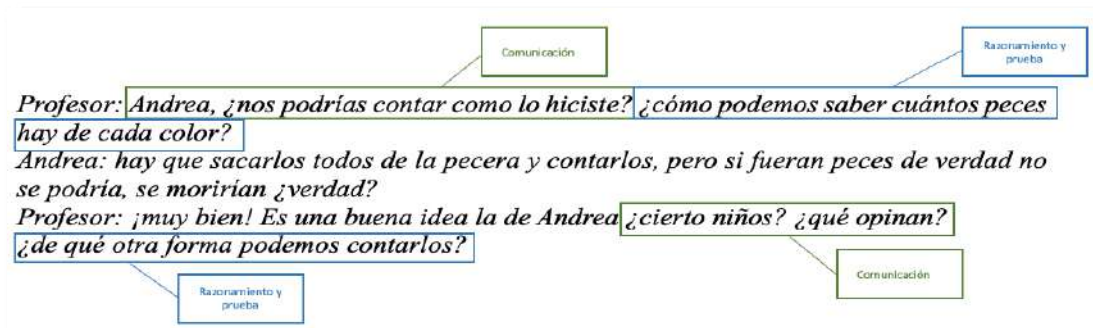 Comunicación
Razonamiento y
prueba
Profesor: Andrea, ¿nos podrías contar como lo hiciste? ¿cómo podemos saber cuántos peces
hay de cada color?
Andrea: hay que sacarlos todos de la pecera y contarlos, pero si fueran peces de verdad no
se podría, se morirían ¿verdad?
Profesor: ¡muy bien! Es una buena idea la de Andrea ¿cierto niños? ¿qué opinan?
¿de qué otra forma podemos contarlos?
Comunicación
Razonamiento y
prueba